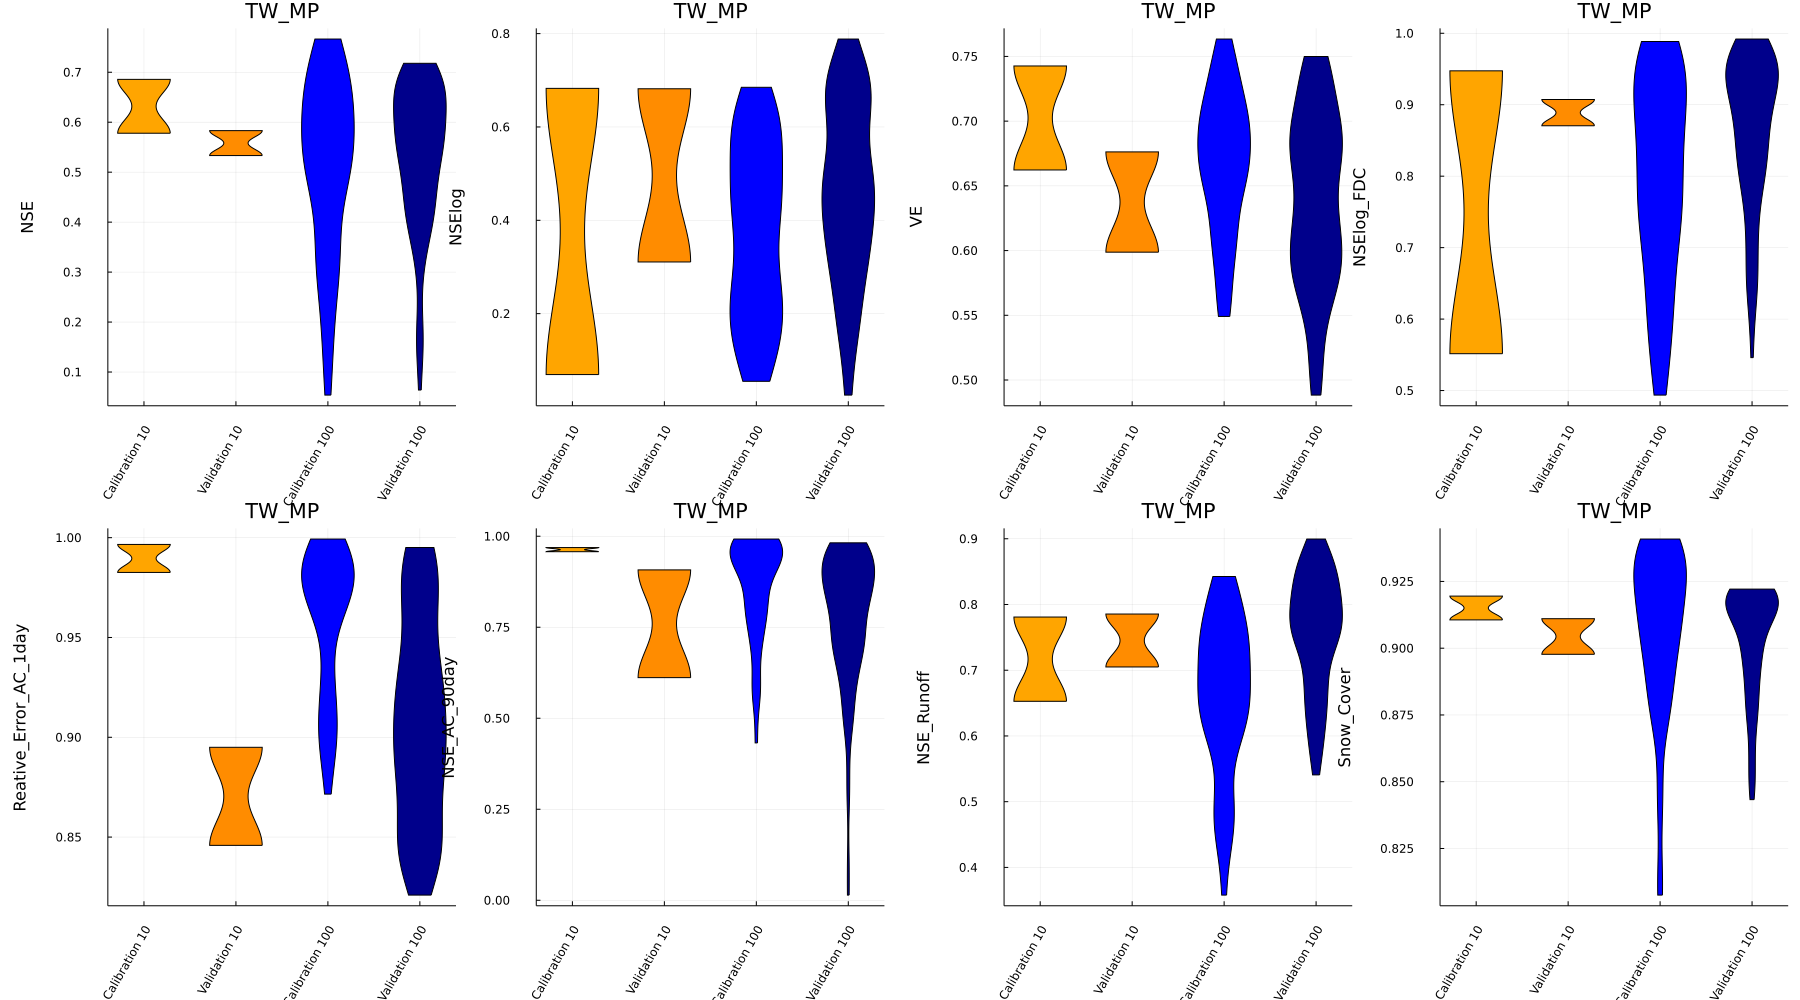 TW_MP
NSE
0.7
0.6
0.5
0.4
0.3
0.2
0.1
Calibration 10
Validation 10
Calibration 100
Validation 100
TW_MP
NSElog
0.8
0.6
0.4
0.2
Calibration 10
Validation 10
Calibration 100
Validation 100
TW_MP
VE
0.75
0.70
0.65
0.60
0.55
0.50
Calibration 10
Validation 10
Calibration 100
Validation 100
TW_MP
NSElog_FDC
1.0
0.9
0.8
0.7
0.6
0.5
Calibration 10
Validation 10
Calibration 100
Validation 100
TW_MP
Reative_Error_AC_1day
1.00
0.95
0.90
0.85
Calibration 10
Validation 10
Calibration 100
Validation 100
TW_MP
NSE_AC_90day
1.00
0.75
0.50
0.25
0.00
Calibration 10
Validation 10
Calibration 100
Validation 100
TW_MP
NSE_Runoff
0.9
0.8
0.7
0.6
0.5
0.4
Calibration 10
Validation 10
Calibration 100
Validation 100
TW_MP
Snow_Cover
0.925
0.900
0.875
0.850
0.825
Calibration 10
Validation 10
Calibration 100
Validation 100